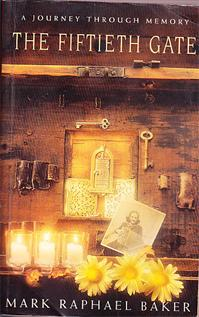 A JOURNEY THROUGH MEMORY
THE FIFTIETH GATE
MARK RAPHAEL BAKER